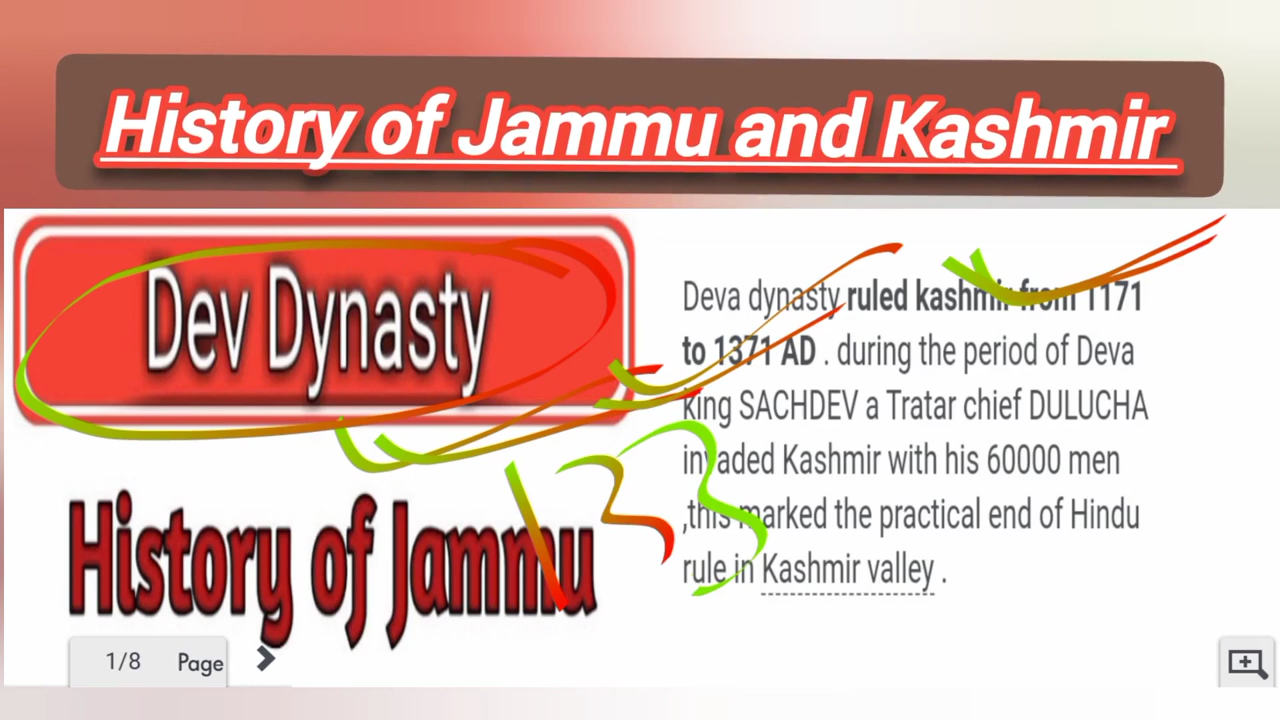 History of Jammu and Kashmir
Dev Dynasty
History of Jammu
Deva dynasty ruled kashmir from 1171
to 1371 AD . during the period of Deva
king SACHDEV a Tratar chief DULUCHA
invaded Kashmir with his 60000 men
,this marked the practical end of Hindu
rule in Kashmir valley .
133
1/8 Page